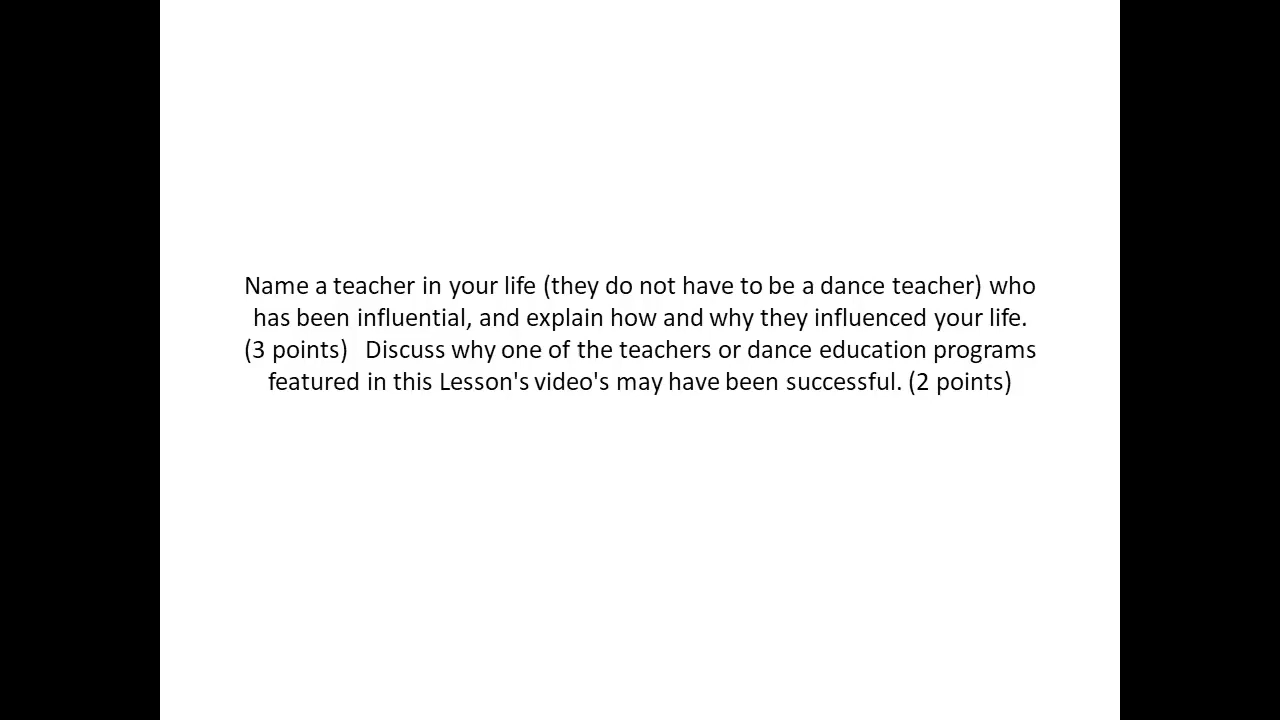 Name a teacher in your life (they do not have to be a dance teacher) who
has been influential, and explain how and why they influenced your life.
(3 points)   Discuss why one of the teachers or dance education programs
featured in this Lesson's video's may have been successful. (2 points)